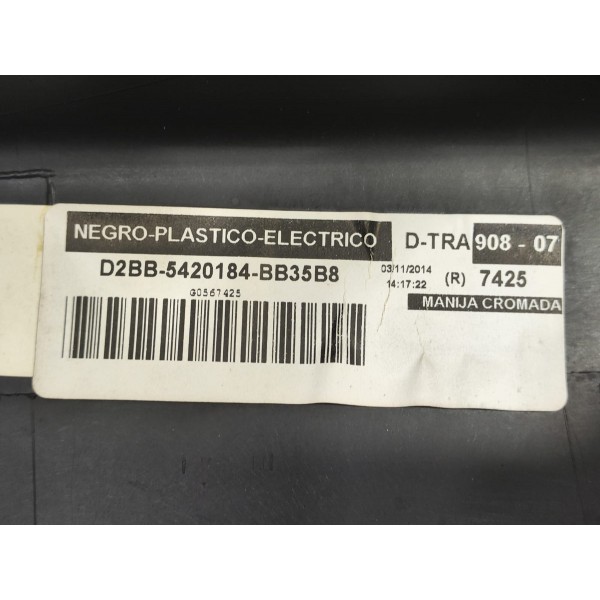 NEGRO-PLASTICO-ELECTRICO D-TRA 908 - 07
D2BB-5420184-BB35B8 03/11/2014 14:17:22 (R) 7425
G0567425
MANIJA CROMADA